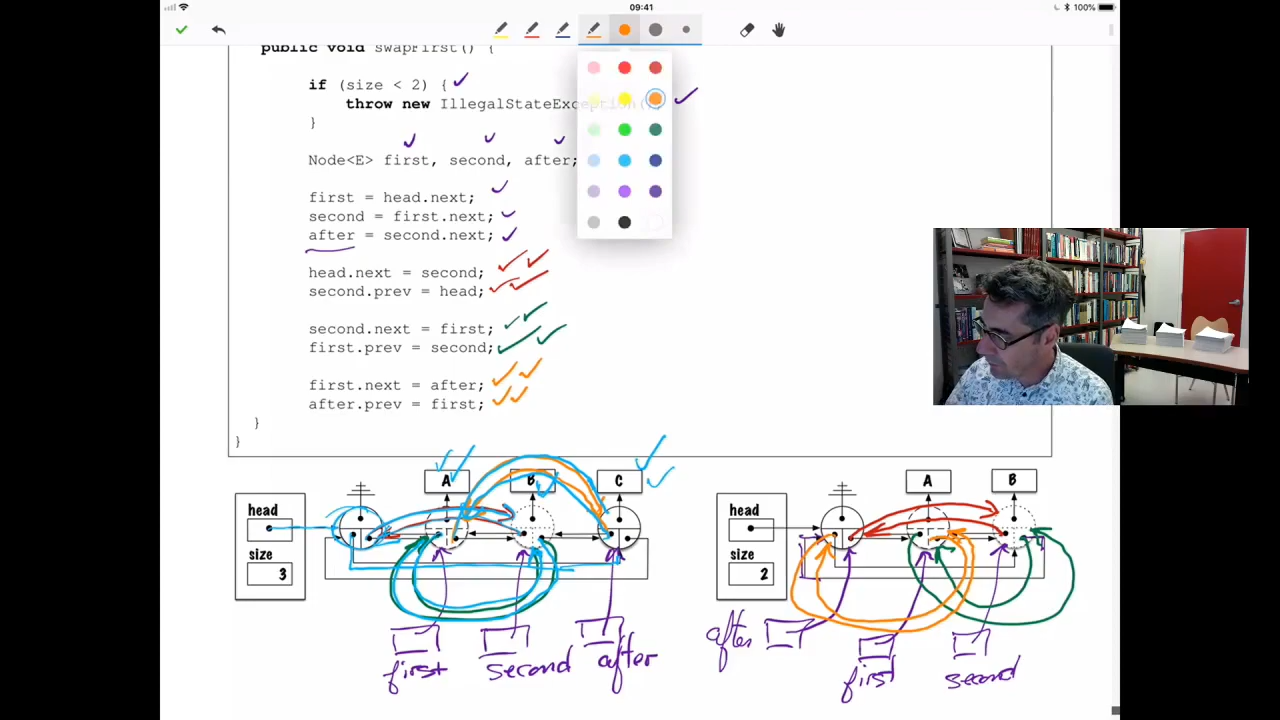 09:41
100%
public void swapFirst() {
if (size < 2) {
throw new IllegalStateException();
}
Node<E> first, second, after;
first = head.next;
second = first.next;
after = second.next;
head.next = second;
second.prev = head;
second.next = first;
first.prev = second;
first.next = after;
after.prev = first;
}
}
A B C
head
size
3
first second after
A B
head
size
2
after first second